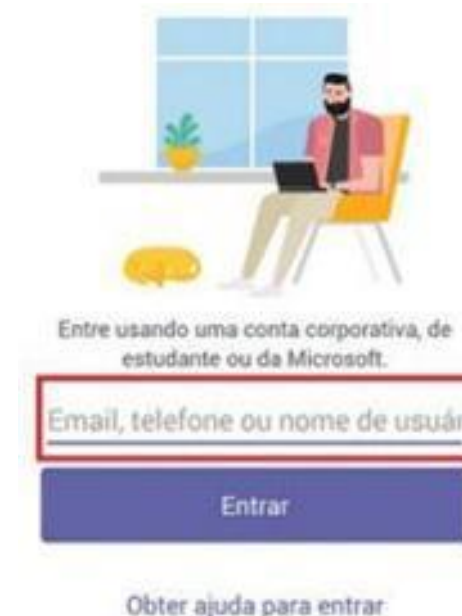 Entre usando uma conta corporativa, de
estudante ou da Microsoft.
Email, telefone ou nome de usuár
Entrar
Obter ajuda para entrar